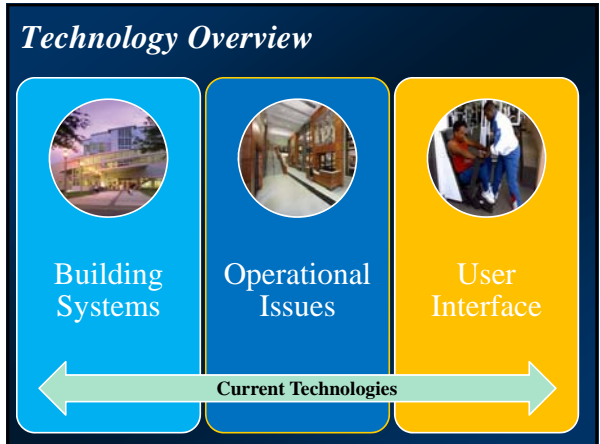 Technology Overview
Building
Systems
Operational
Issues
User
Interface
Current Technologies